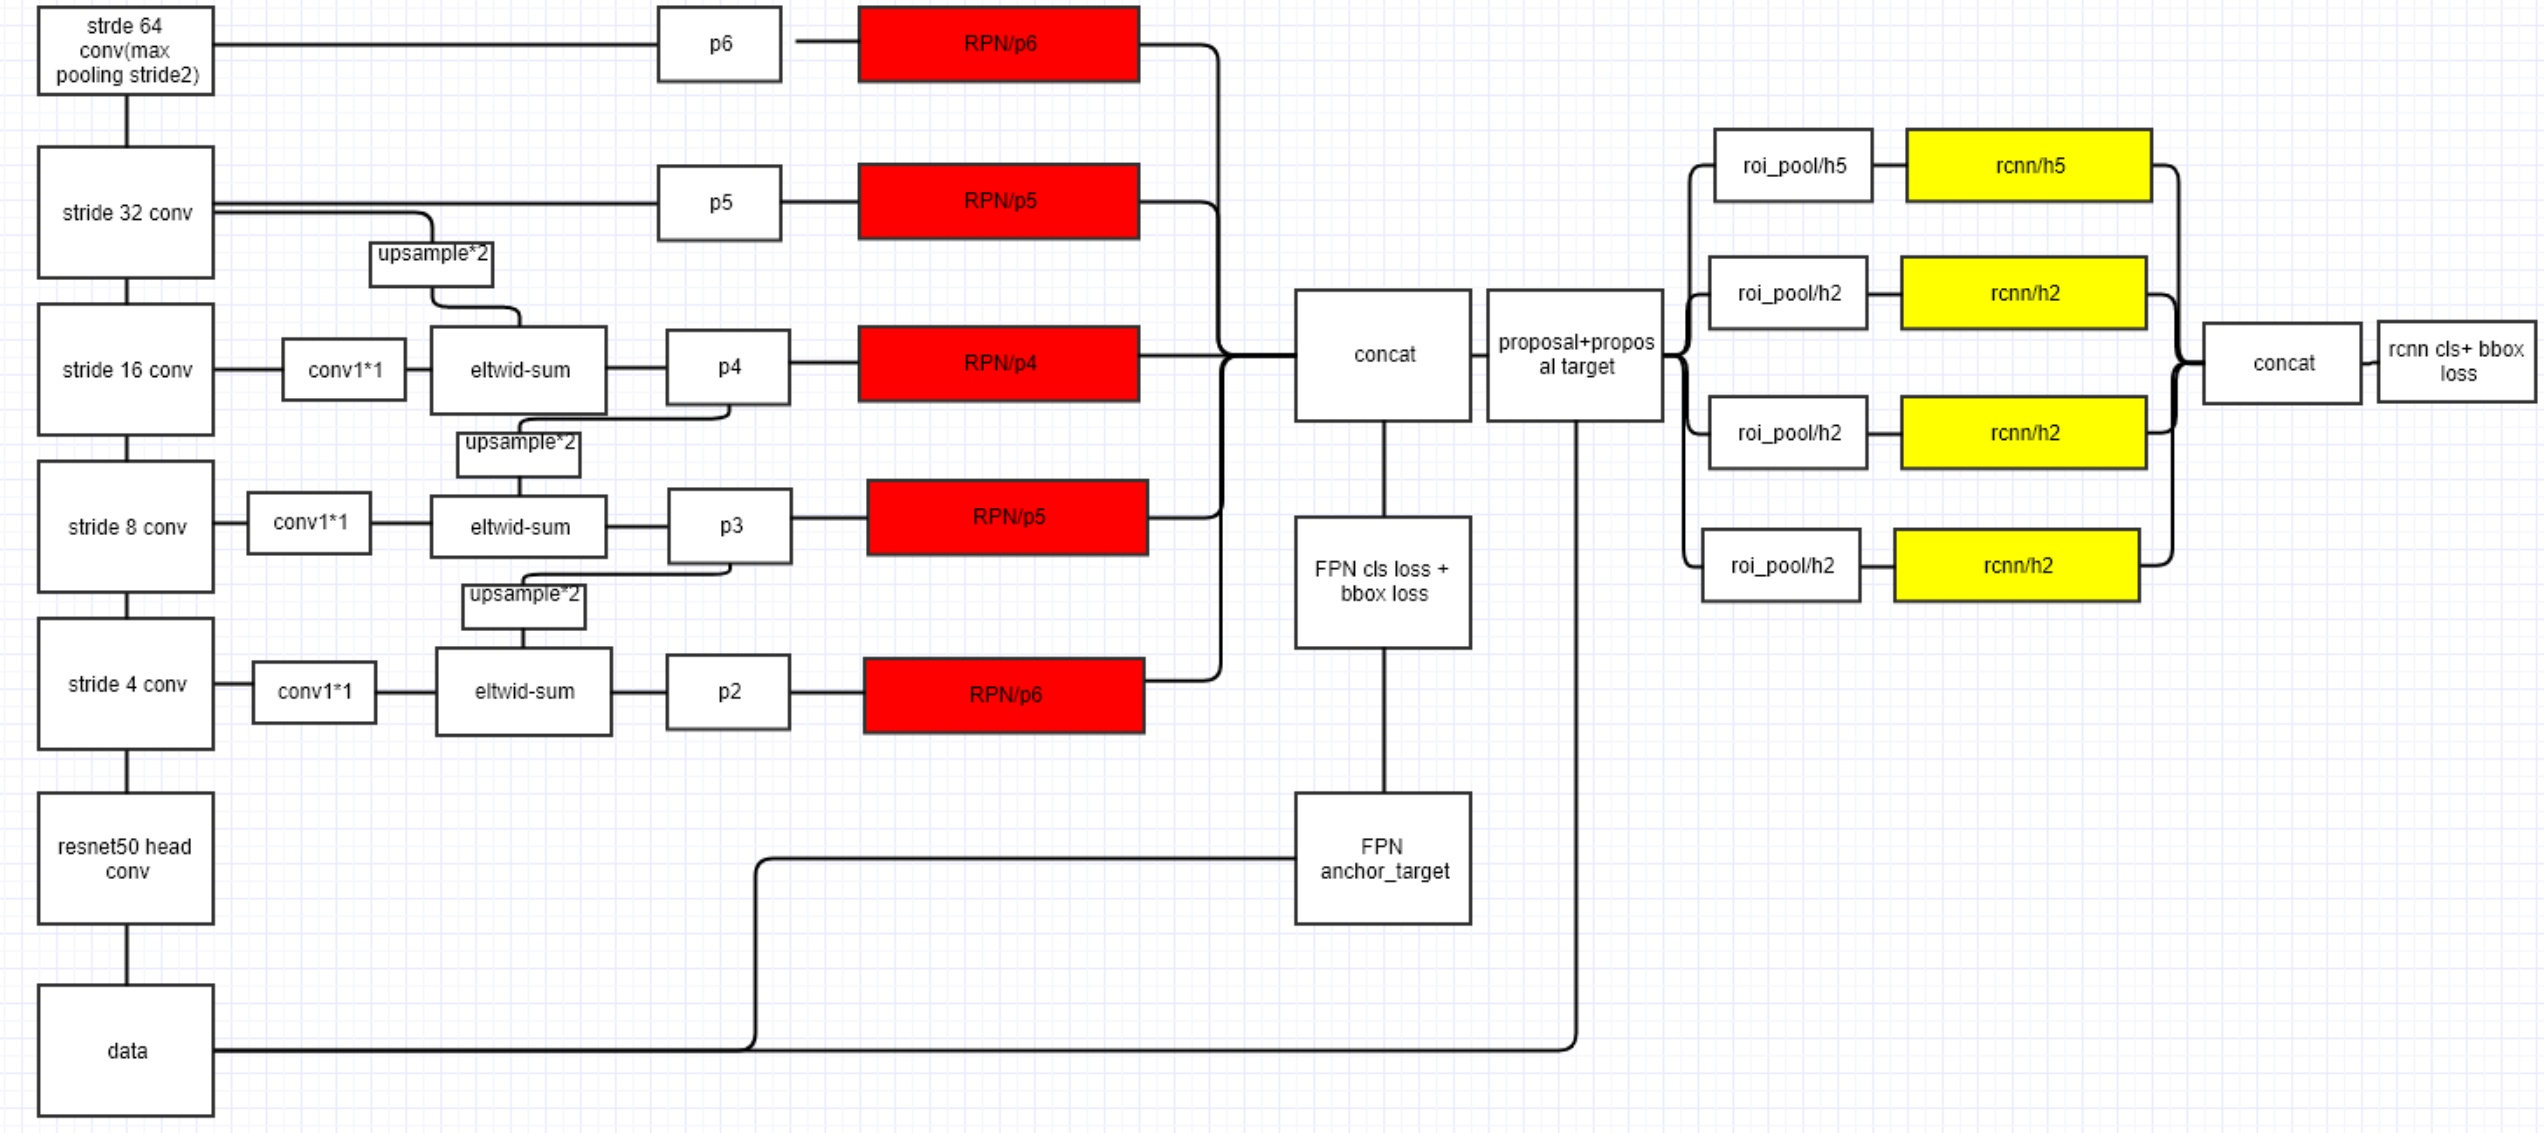 strde 64
conv(max
pooling stride2)
p6
RPN/p6
stride 32 conv
p5
RPN/p5
upsample*2
stride 16 conv
conv1*1
eltwid-sum
p4
RPN/p4
upsample*2
stride 8 conv
conv1*1
eltwid-sum
p3
RPN/p5
upsample*2
stride 4 conv
conv1*1
eltwid-sum
p2
RPN/p6
resnet50 head
conv
data
concat
FPN cls loss +
bbox loss
FPN
anchor_target
proposal+propos
al target
roi_pool/h5
rcnn/h5
roi_pool/h2
rcnn/h2
roi_pool/h2
rcnn/h2
roi_pool/h2
rcnn/h2
concat
rcnn cls+ bbox
loss